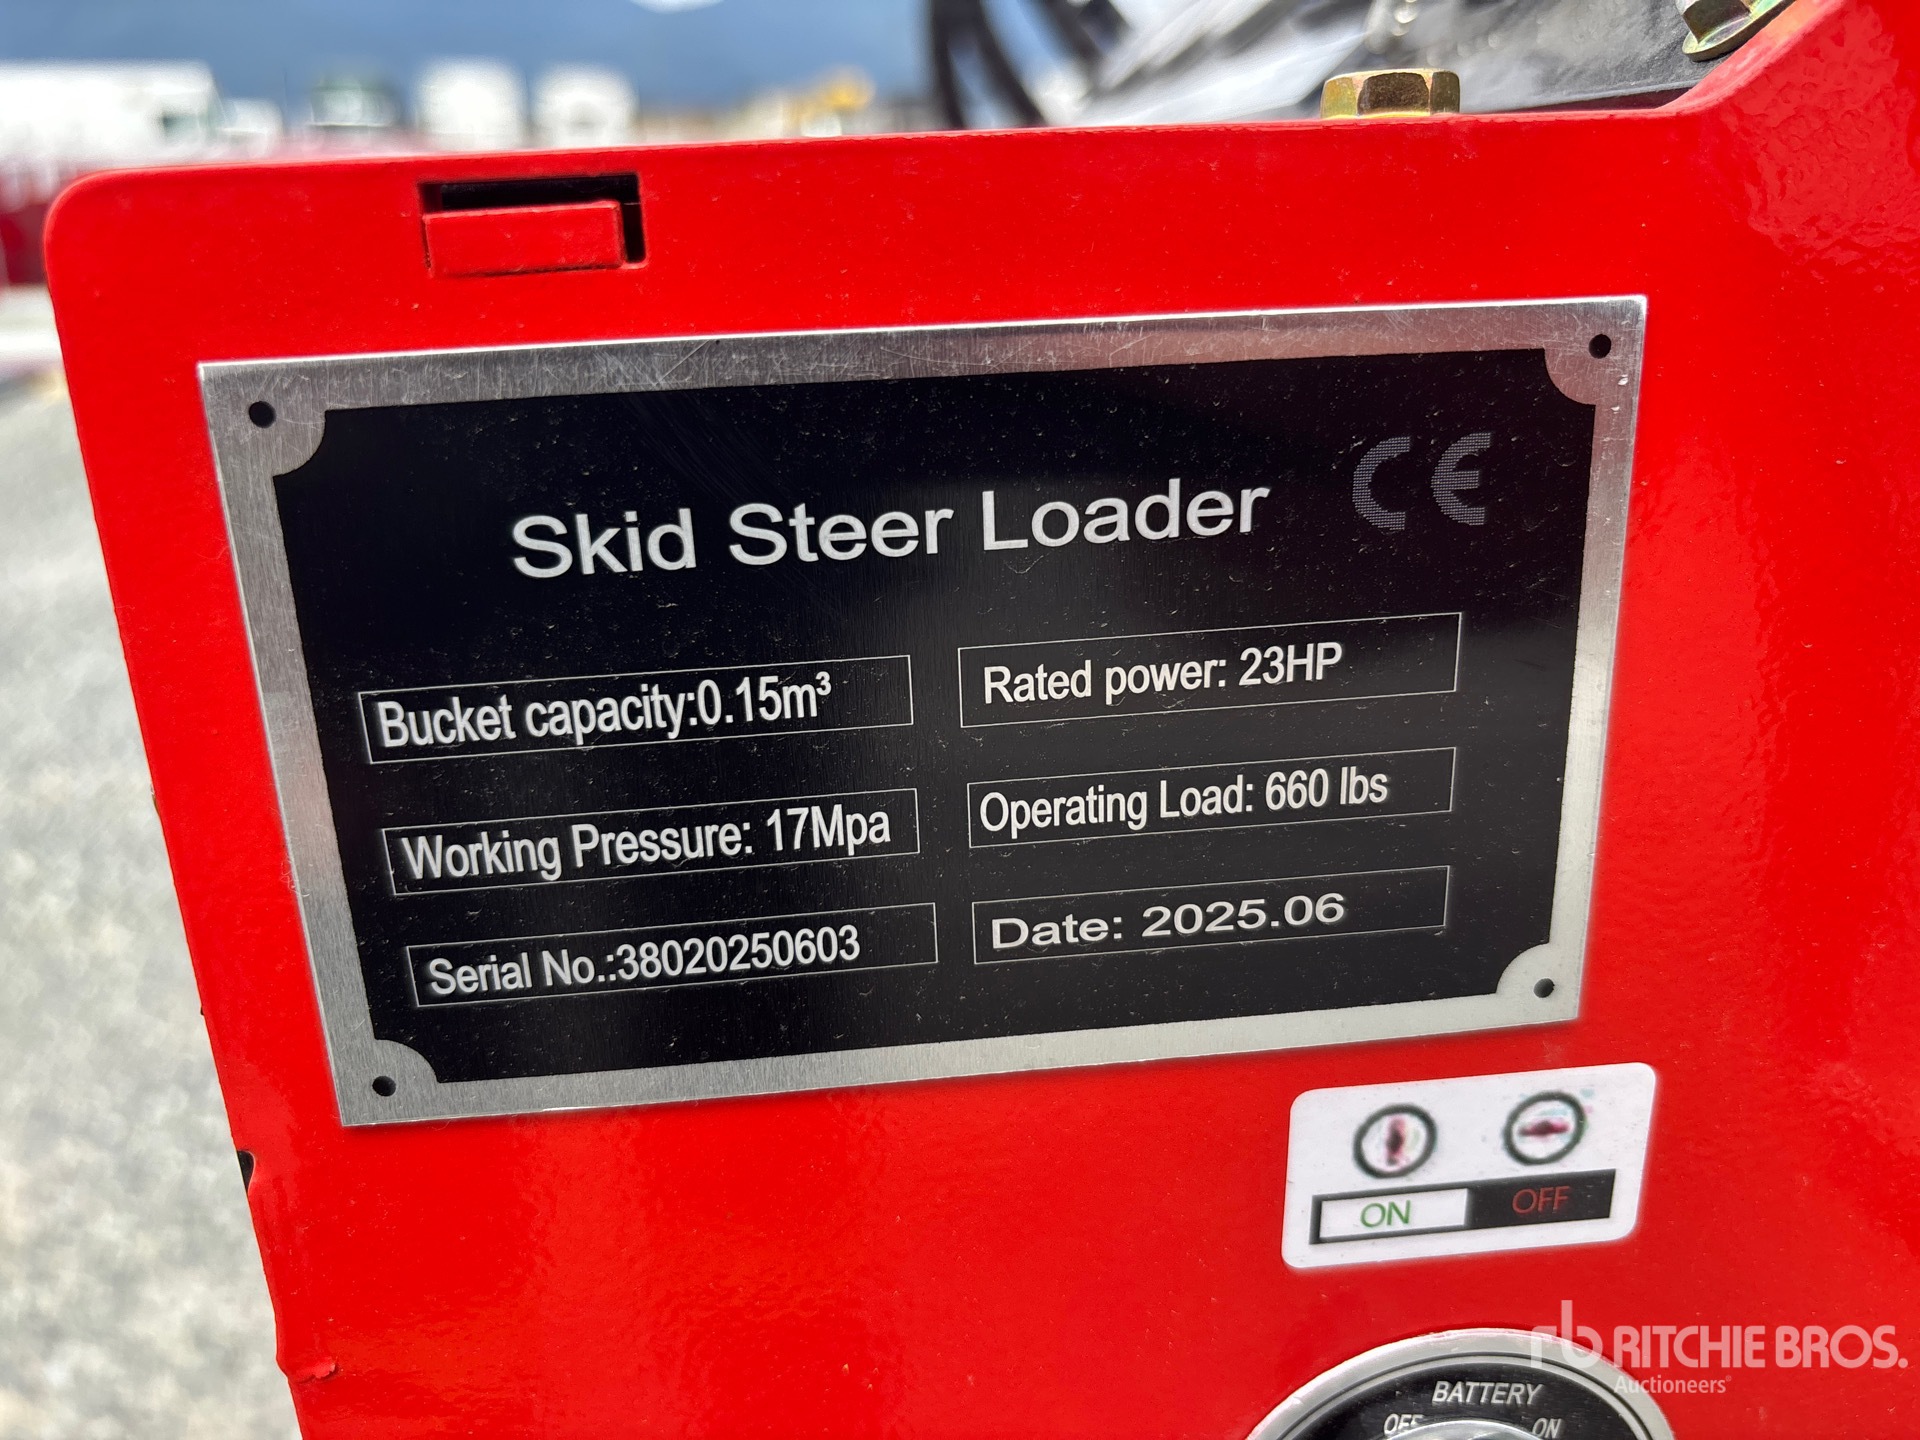 CE
Skid Steer Loader
Bucket capacity:0.15m³
Rated power: 23HP
Working Pressure: 17Mpa
Operating Load: 660 lbs
Serial No.:38020250603
Date: 2025.06
ON OFF
BATTERY
OFF ON
rb RITCHIE BROS.
Auctioneers